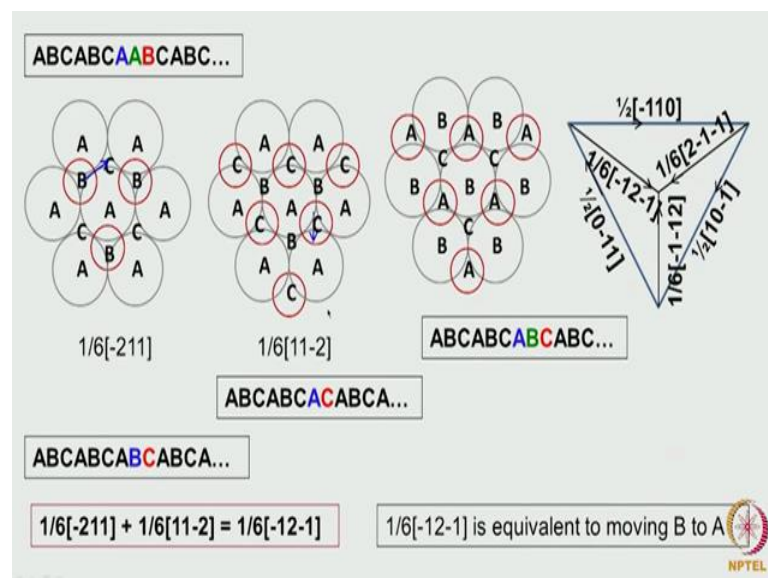 ABCABCAABCABC...
A A
B C B
A A A
C C
A B A
1/6[-211]
A A
C C C
B B
A A A
C C
B
A A
C
1/6[11-2]
B B
A A A
C C
B B B
A A
C
B B
A
½[-110]
1/6[-12-1]
1/6[2-1-1]
½[0-11]
1/6[-1-12]
½[10-1]
ABCABCABCABC...
ABCABCACABCA...
ABCABCABCABCA...
1/6[-211] + 1/6[11-2] = 1/6[-12-1]
1/6[-12-1] is equivalent to moving B to A
NPTEL